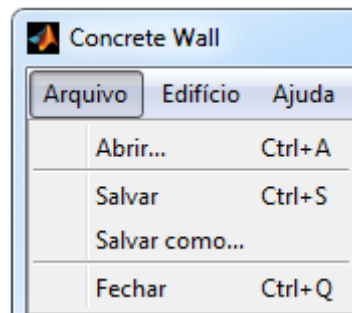 Concrete Wall
Arquivo Edifício Ajuda
Abrir... Ctrl+A
Salvar Ctrl+S
Salvar como...
Fechar Ctrl+Q